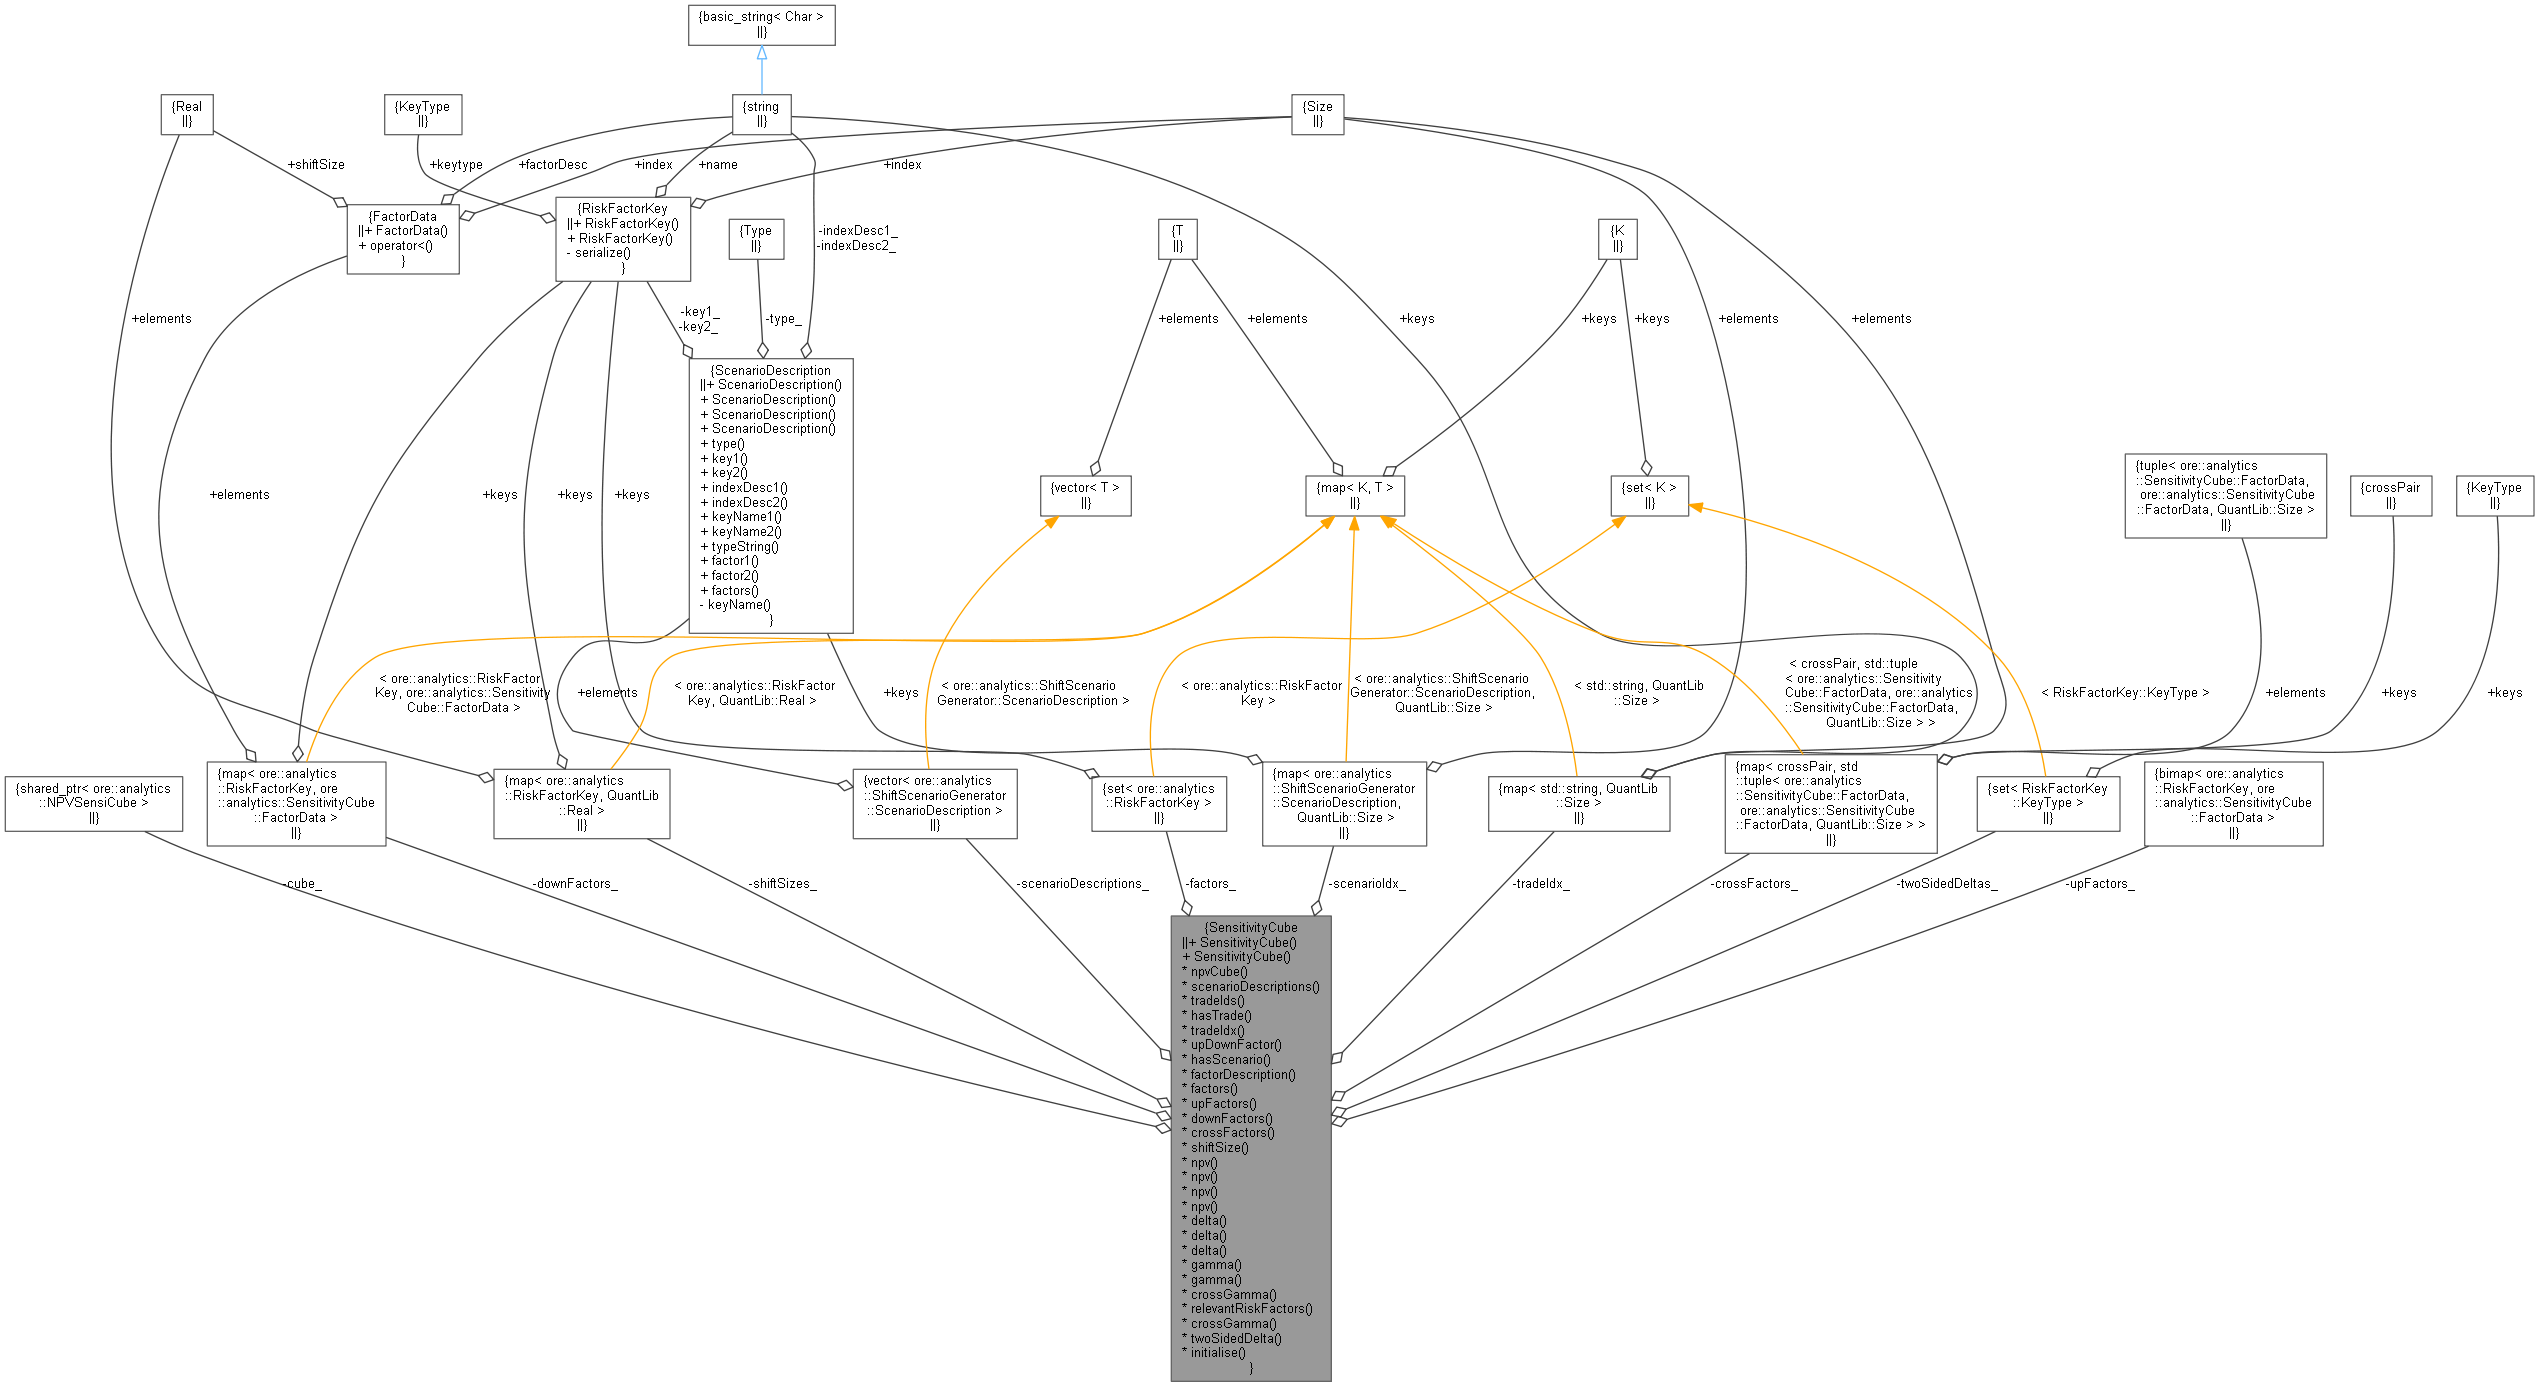 {basic_string< Char >
||}
{Real
||}
{KeyType
||}
{string
||}
{Size
||}
+shiftSize
+keytype
+factorDesc
+index
+name
+index
{FactorData
||+ FactorData()
+ operator<()
}
{RiskFactorKey
||+ RiskFactorKey()
+ RiskFactorKey()
- serialize()
}
{Type
||}
-indexDesc1_
-indexDesc2_
{T
||}
{K
||}
+elements
-key1_
-key2_
-type_
+elements
+elements
+keys
+keys
+keys
+elements
+elements
{ScenarioDescription
||+ ScenarioDescription()
+ ScenarioDescription()
+ ScenarioDescription()
+ ScenarioDescription()
+ type()
+ key1()
+ key2()
+ indexDesc1()
+ indexDesc2()
+ keyName1()
+ keyName2()
+ typeString()
+ factor1()
+ factor2()
+ factors()
- keyName()
}
+elements
+keys
+keys
+keys
{vector< T >
||}
{map< K, T >
||}
{set< K >
||}
{tuple< ore::analytics
::SensitivityCube::FactorData,
ore::analytics::SensitivityCube
::FactorData, QuantLib::Size >
||}
{crossPair
||}
{KeyType
||}
< ore::analytics::RiskFactor
Key, ore::analytics::Sensitivity
Cube::FactorData >
+elements
< ore::analytics::RiskFactor
Key, QuantLib::Real >
+keys
< ore::analytics::ShiftScenario
Generator::ScenarioDescription >
< ore::analytics::RiskFactor
Key >
< ore::analytics::ShiftScenario
Generator::ScenarioDescription,
QuantLib::Size >
< std::string, QuantLib
::Size >
< crossPair, std::tuple
< ore::analytics::Sensitivity
Cube::FactorData, ore::analytics
::SensitivityCube::FactorData,
QuantLib::Size > >
< RiskFactorKey::KeyType >
+elements
+keys
+keys
{shared_ptr< ore::analytics
::NPVSensiCube >
||}
{map< ore::analytics
::RiskFactorKey, ore
::analytics::SensitivityCube
::FactorData >
||}
{map< ore::analytics
::RiskFactorKey, QuantLib
::Real >
||}
{vector< ore::analytics
::ShiftScenarioGenerator
::ScenarioDescription >
||}
{set< ore::analytics
::RiskFactorKey >
||}
{map< ore::analytics
::ShiftScenarioGenerator
::ScenarioDescription,
QuantLib::Size >
||}
{map< std::string, QuantLib
::Size >
||}
{map< crossPair, std
::tuple< ore::analytics
::SensitivityCube::FactorData,
ore::analytics::SensitivityCube
::FactorData, QuantLib::Size > >
||}
{set< RiskFactorKey
::KeyType >
||}
{bimap< ore::analytics
::RiskFactorKey, ore
::analytics::SensitivityCube
::FactorData >
||}
-cube_
-downFactors_
-shiftSizes_
-scenarioDescriptions_
-factors_
-scenarioIdx_
-tradeIdx_
-crossFactors_
-twoSidedDeltas_
-upFactors_
{SensitivityCube
||+ SensitivityCube()
+ SensitivityCube()
* npvCube()
* scenarioDescriptions()
* tradeIds()
* hasTrade()
* tradeIdx()
* upDownFactor()
* hasScenario()
* factorDescription()
* factors()
* upFactors()
* downFactors()
* crossFactors()
* shiftSize()
* npv()
* npv()
* npv()
* npv()
* delta()
* delta()
* delta()
* gamma()
* gamma()
* crossGamma()
* relevantRiskFactors()
* crossGamma()
* twoSidedDelta()
* initialise()
}